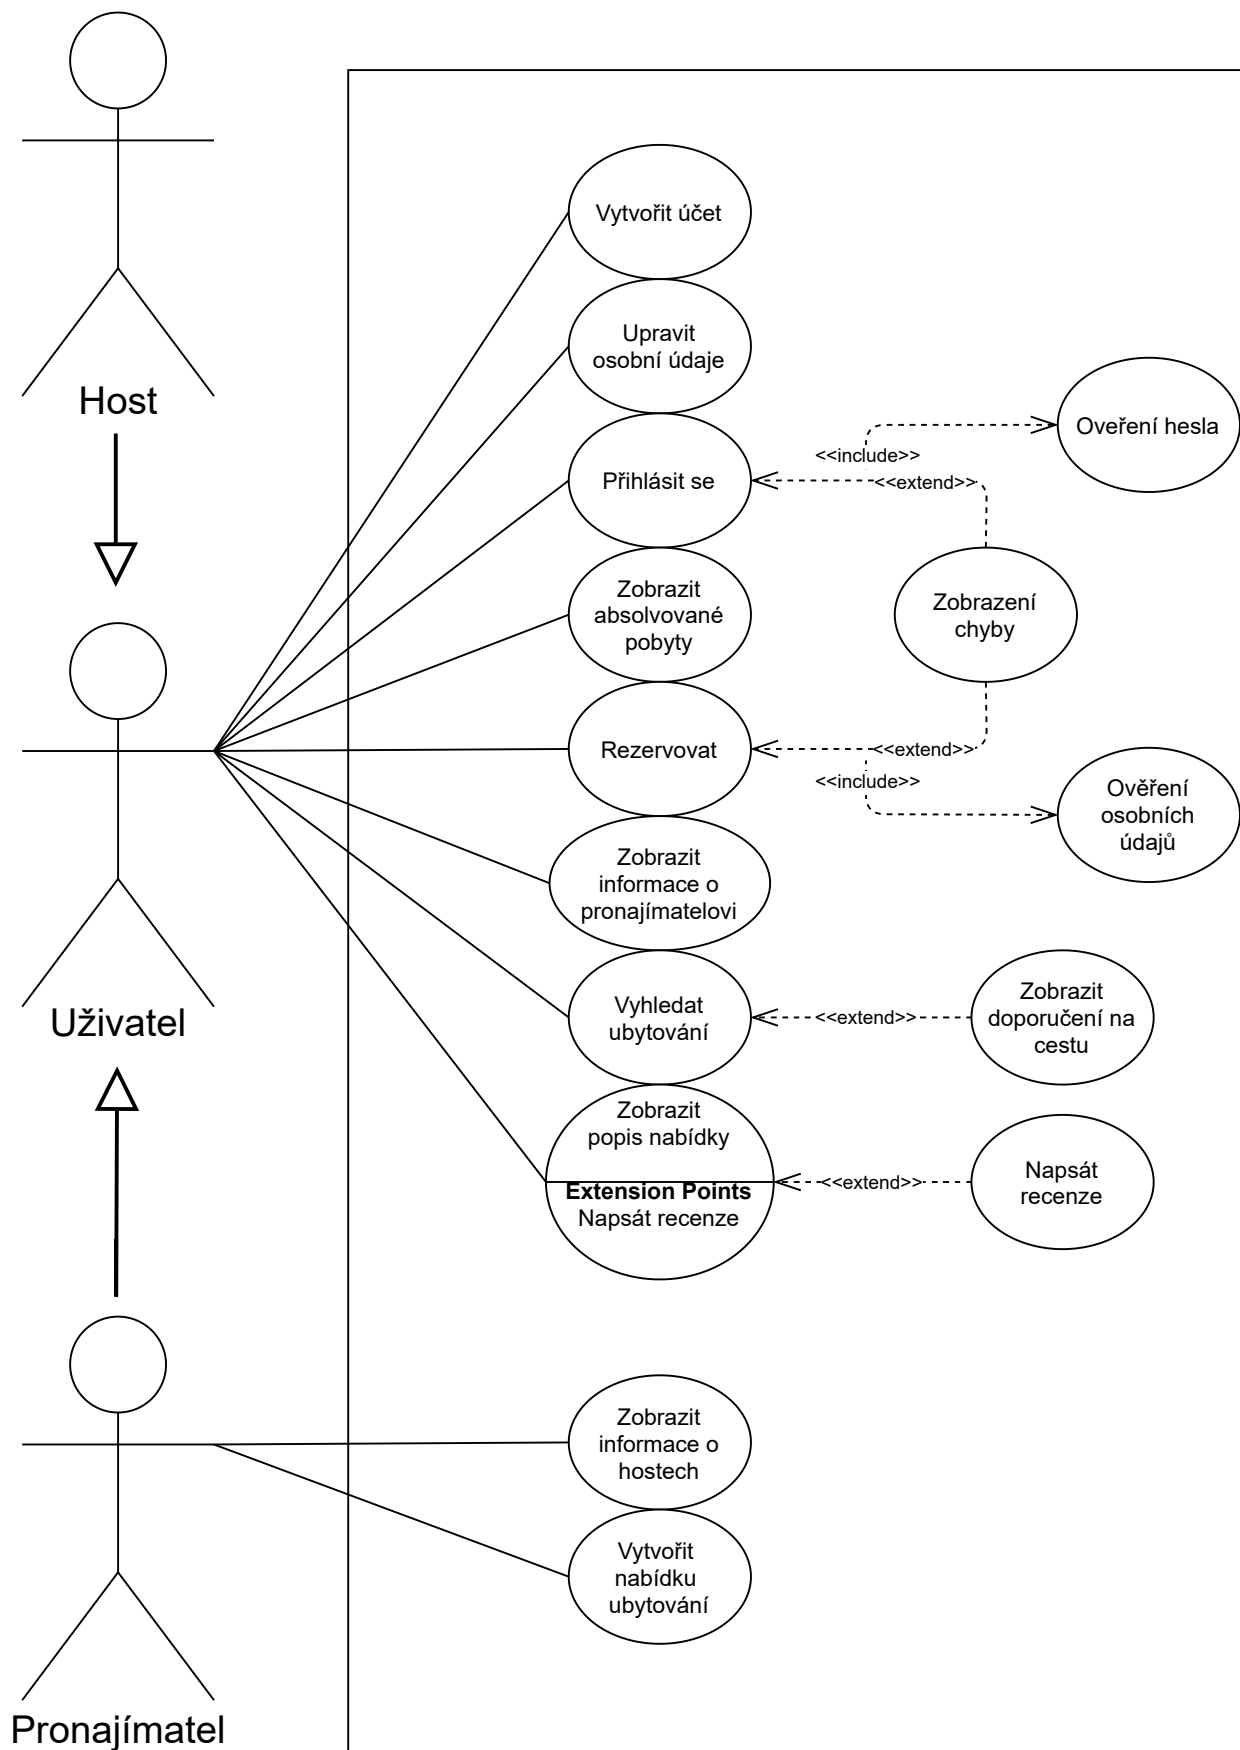 Host
Uživatel
Pronajímatel
Vytvořit účet
Upravit
osobní údaje
Přihlásit se
<<include>>
Oveření hesla
<<extend>>
Zobrazit
absolvované
pobyty
Zobrazení
chyby
Rezervovat
<<extend>>
<<include>>
Ověření
osobních
údajů
Zobrazit
informace o
pronajímatelovi
Vyhledat
ubytování
<<extend>>
Zobrazit
doporučení na
cestu
Zobrazit
popis nabídky
Extension Points
Napsát recenze
<<extend>>
Napsát
recenze
Zobrazit
informace o
hostech
Vytvořit
nabídku
ubytování